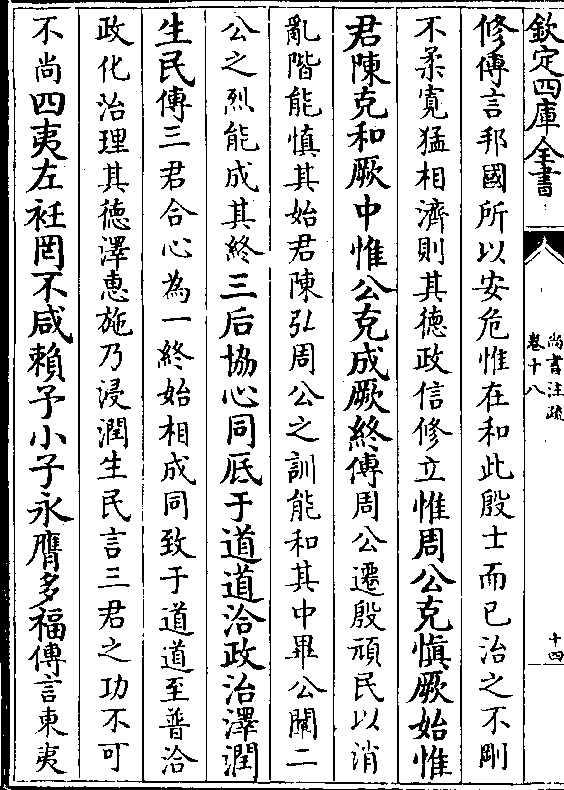 欽定四庫全書
尚書注疏
卷十八
十四
修傳言邦國所以安危惟在和此殷士而已治之不剛
不柔寬猛相濟則其德政信修立惟周公克愼厥始惟
君陳克和厥中惟公克成厥終傳周公遷殷頑民以消
亂階能慎其始君陳弘周公之訓能和其中畢公闡二
公之烈能成其終三后協心同厎于道道洽政治澤潤
生民傳三君合心為一終始相成同致于道道至普洽
政化治理其德澤惠施乃浸潤生民言三君之功不可
不尚四夷左衽罔不咸賴予小子永膺多福傳言東夷